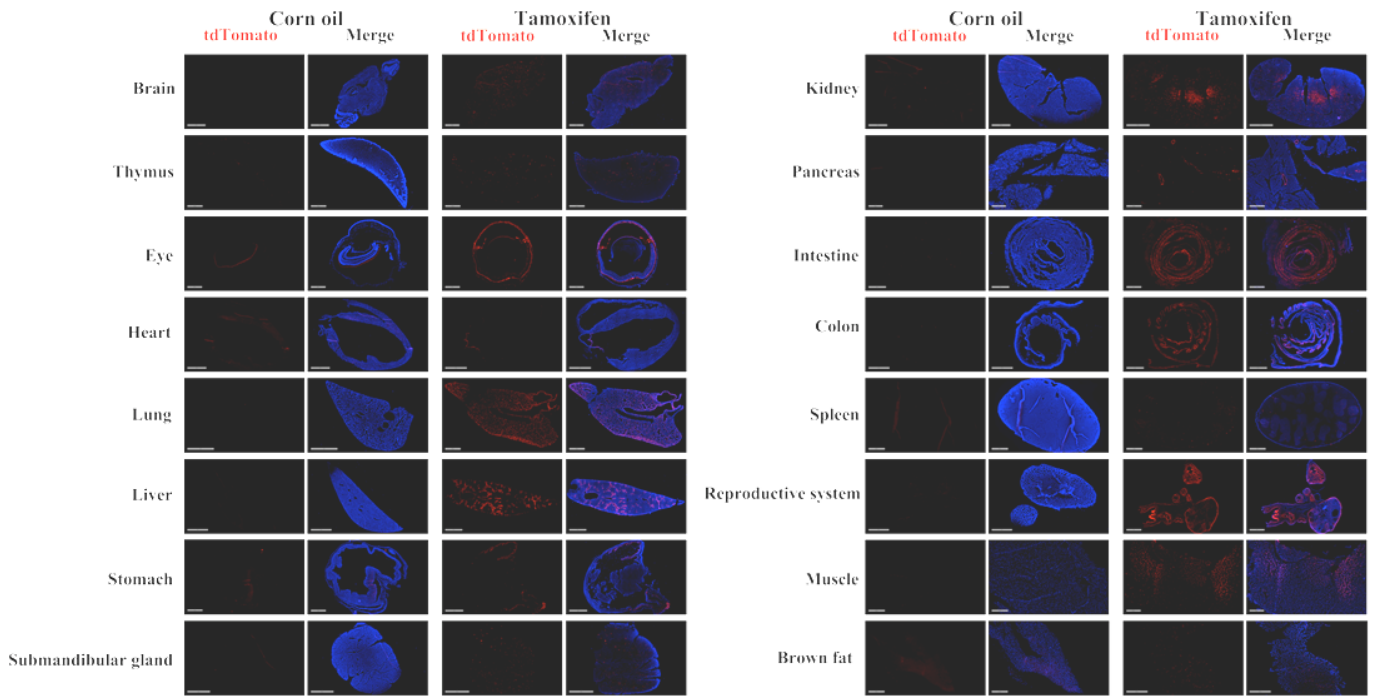 Corn oil Tamoxifen
tdTomato Merge tdTomato Merge
Brain
Thymus
Eye
Heart
Lung
Liver
Stomach
Submandibular gland
Corn oil Tamoxifen
tdTomato Merge tdTomato Merge
Kidney
Pancreas
Intestine
Colon
Spleen
Reproductive system
Muscle
Brown fat